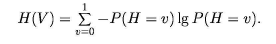 H(V) = \sum_{v=0}^{1} -P(H = v) \lg P(H = v).